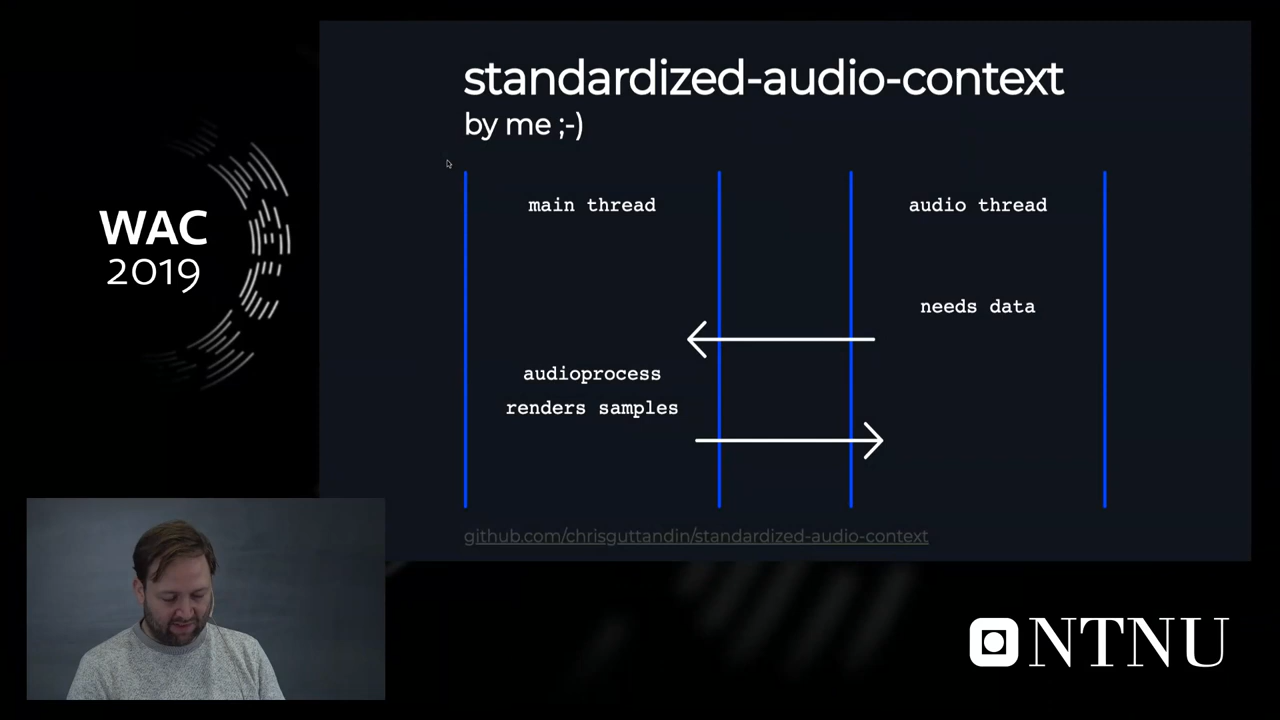 standardized-audio-context
by me ;-)
main thread
audio thread
needs data
audioprocess
renders samples
github.com/chrisguttandin/standardized-audio-context
WAC
2019
NTNU